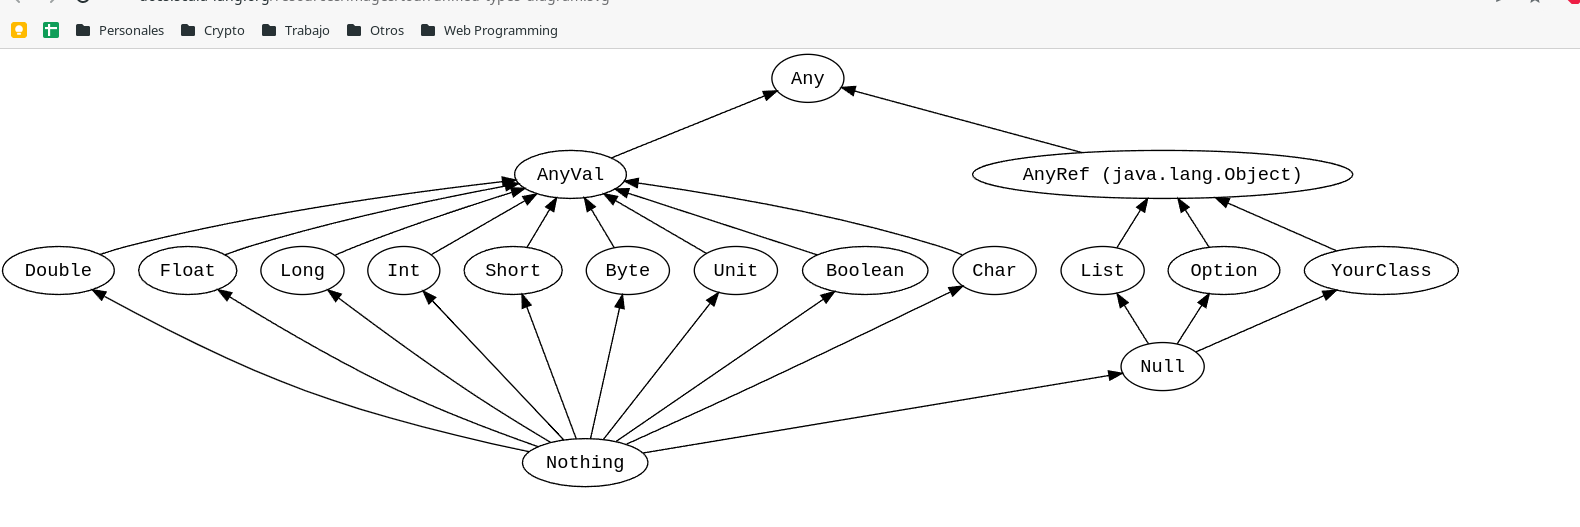 Personales Crypto Trabajo Otros Web Programming
Any
AnyVal AnyRef (java.lang.Object)
Double Float Long Int Short Byte Unit Boolean Char List Option YourClass
Null
Nothing